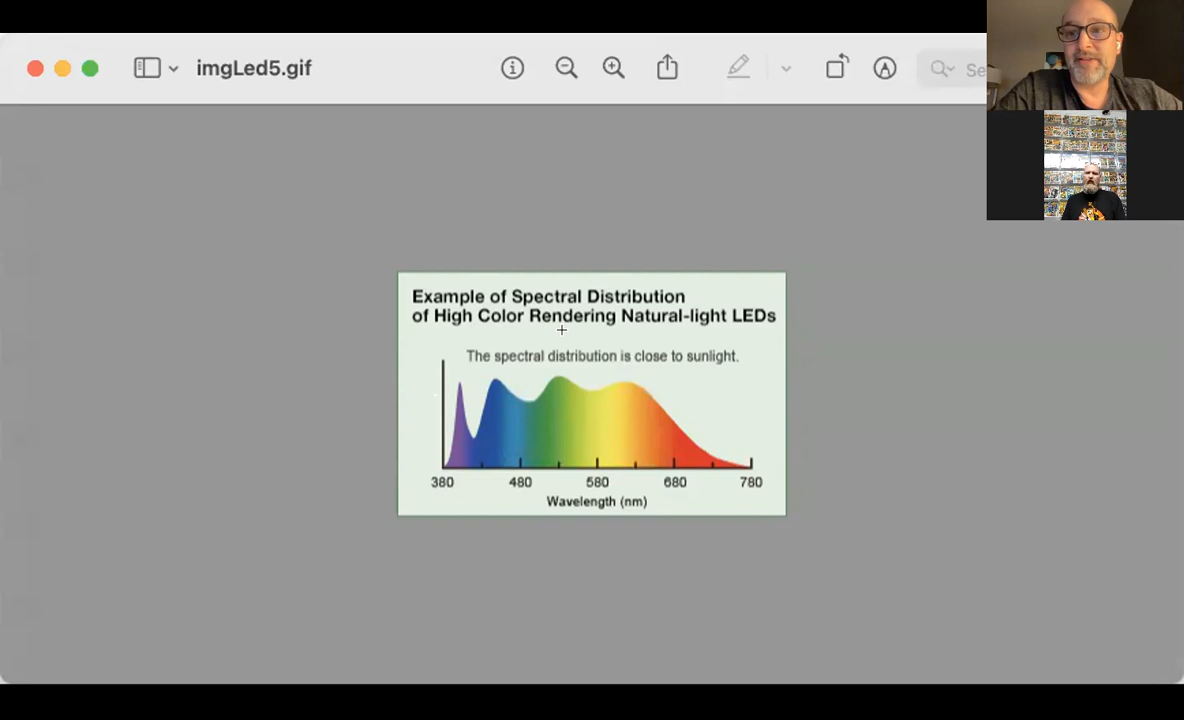 imgLed5.gif
Se
Example of Spectral Distribution
of High Color Rendering Natural-light LEDs
The spectral distribution is close to sunlight.
380 480 580 680 780
Wavelength (nm)